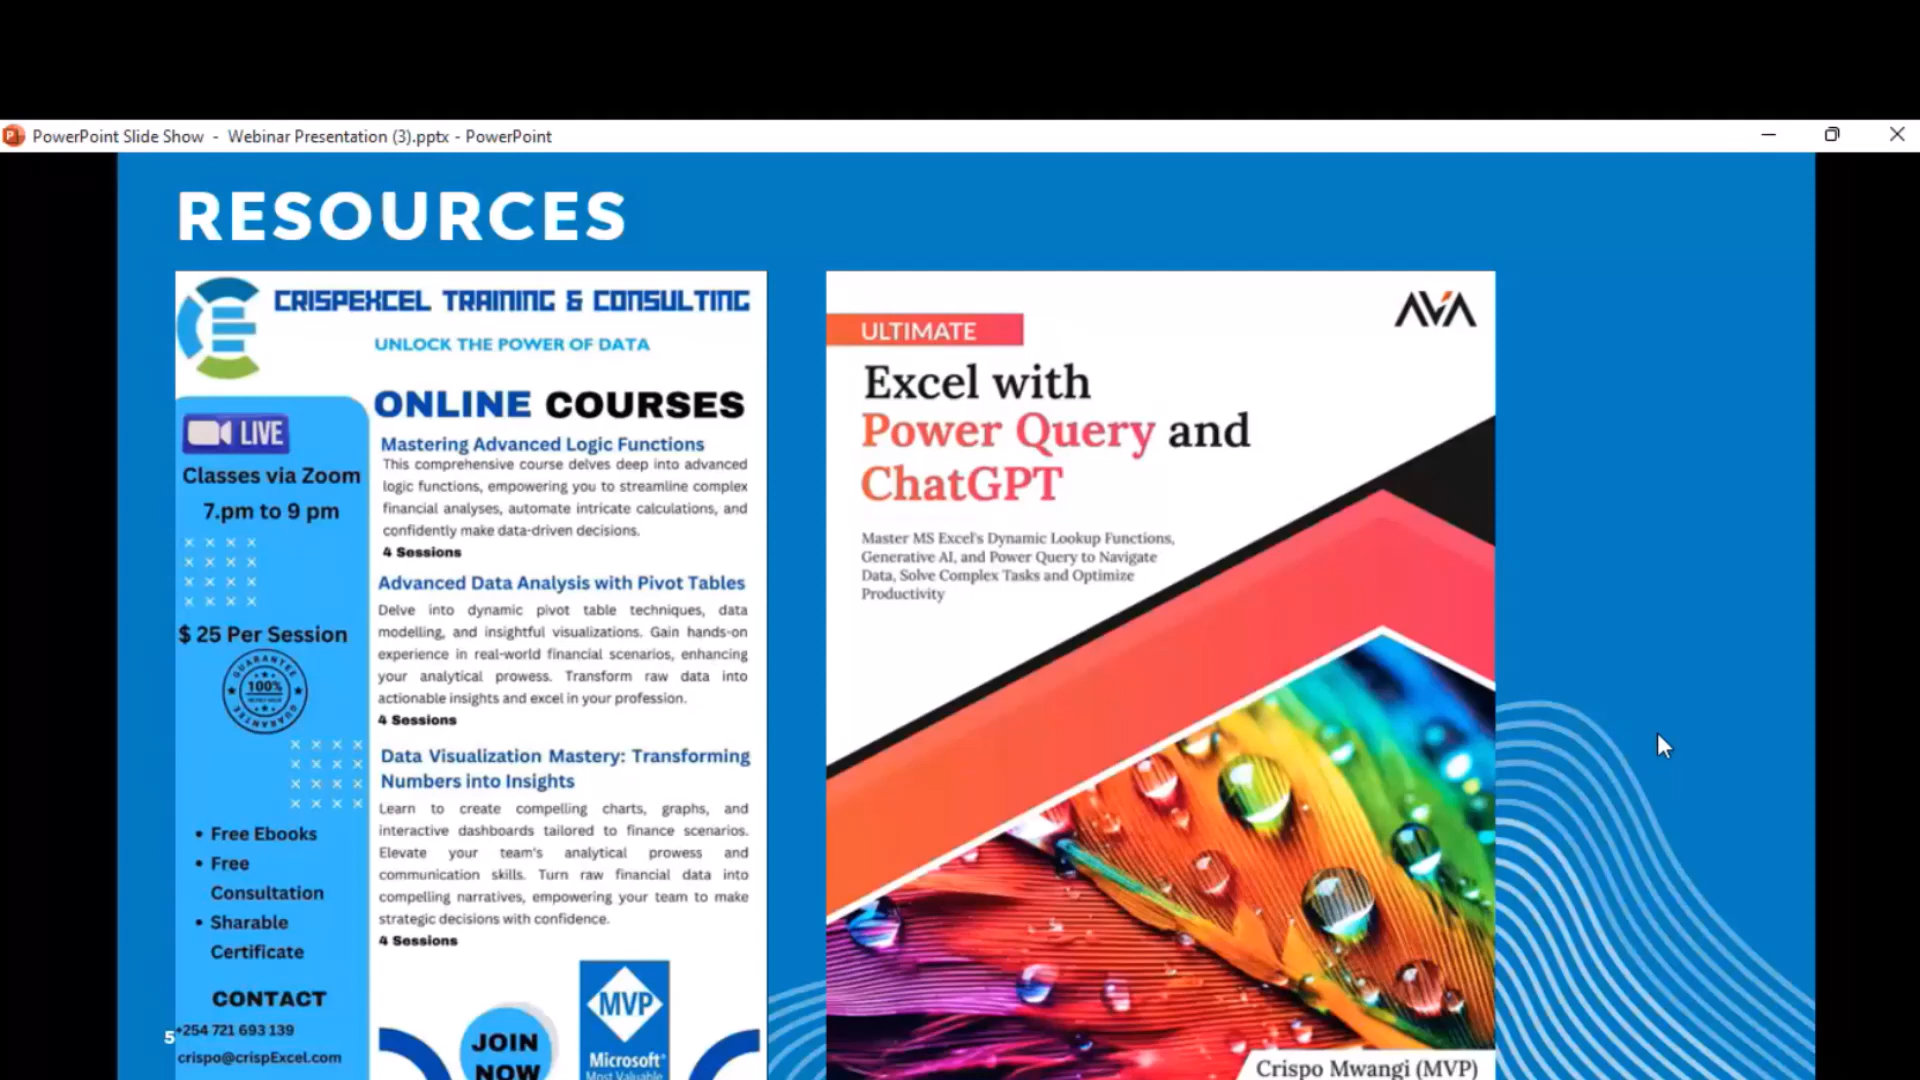 PowerPoint Slide Show - Webinar Presentation (3).pptx - PowerPoint
RESOURCES
CRISPEXCEL TRAINING & CONSULTING
UNLOCK THE POWER OF DATA
LIVE
Classes via Zoom
7.pm to 9 pm
$ 25 Per Session
GUARANTEE
100%
GUARANTEE
• Free Ebooks
• Free
Consultation
• Sharable
Certificate
CONTACT
+254 721 693 139
crispo@crispExcel.com
5
ONLINE COURSES
Mastering Advanced Logic Functions
This comprehensive course delves deep into advanced
logic functions, empowering you to streamline complex
financial analyses, automate intricate calculations, and
confidently make data-driven decisions.
4 Sessions
Advanced Data Analysis with Pivot Tables
Delve into dynamic pivot table techniques, data
modelling, and insightful visualizations. Gain hands-on
experience in real-world financial scenarios, enhancing
your analytical prowess. Transform raw data into
actionable insights and excel in your profession.
4 Sessions
Data Visualization Mastery: Transforming
Numbers into Insights
Learn to create compelling charts, graphs, and
interactive dashboards tailored to finance scenarios.
Elevate your team's analytical prowess and
communication skills. Turn raw financial data into
compelling narratives, empowering your team to make
strategic decisions with confidence.
4 Sessions
JOIN
NOW
MVP
Microsoft®
Most Valuable
AVA
ULTIMATE
Excel with
Power Query and
ChatGPT
Master MS Excel's Dynamic Lookup Functions,
Generative AI, and Power Query to Navigate
Data, Solve Complex Tasks and Optimize
Productivity
Crispo Mwangi (MVP)